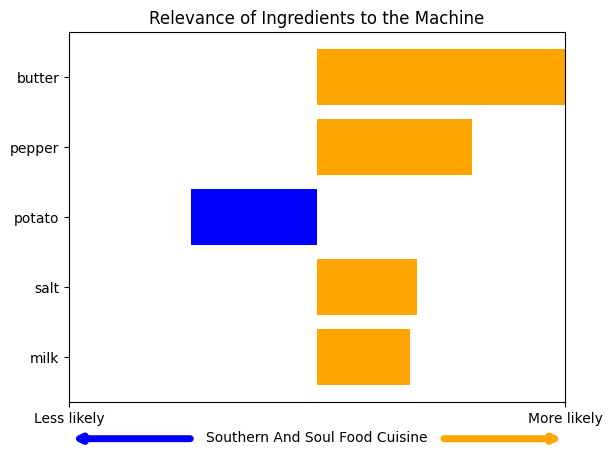 Relevance of Ingredients to the Machine
butter
pepper
potato
salt
milk
Less likely More likely
Southern And Soul Food Cuisine